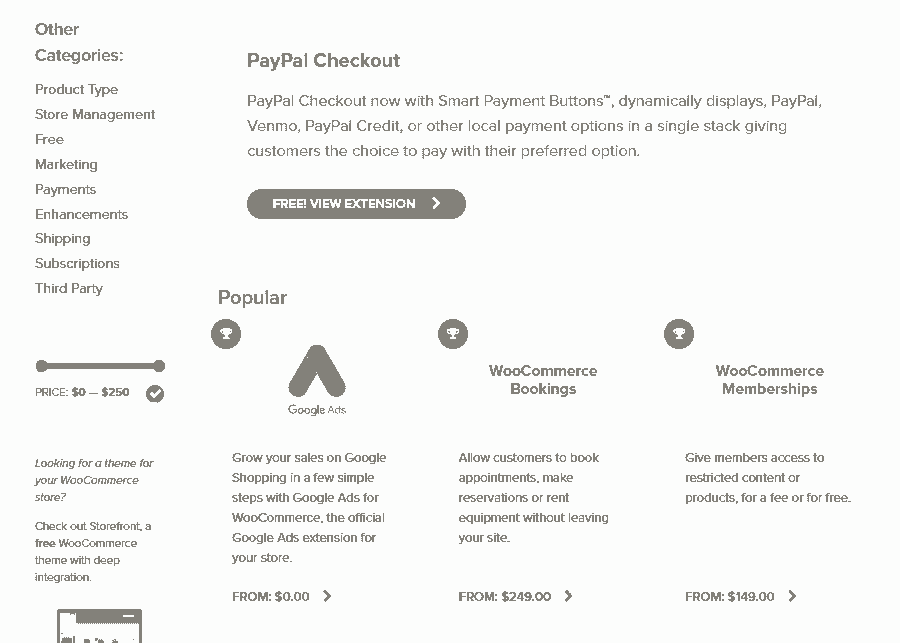 Other
Categories:
Product Type
Store Management
Free
Marketing
Payments
Enhancements
Shipping
Subscriptions
Third Party
PRICE: $0 — $250
Looking for a theme for
your WooCommerce
store?
Check out Storefront, a
free WooCommerce
theme with deep
integration.
PayPal Checkout
PayPal Checkout now with Smart Payment Buttons™, dynamically displays, PayPal,
Venmo, PayPal Credit, or other local payment options in a single stack giving
customers the choice to pay with their preferred option.
FREE! VIEW EXTENSION
Popular
Google Ads
Grow your sales on Google
Shopping in a few simple
steps with Google Ads for
WooCommerce, the official
Google Ads extension for
your store.
FROM: $0.00
WooCommerce
Bookings
Allow customers to book
appointments, make
reservations or rent
equipment without leaving
your site.
FROM: $249.00
WooCommerce
Memberships
Give members access to
restricted content or
products, for a fee or for free.
FROM: $149.00